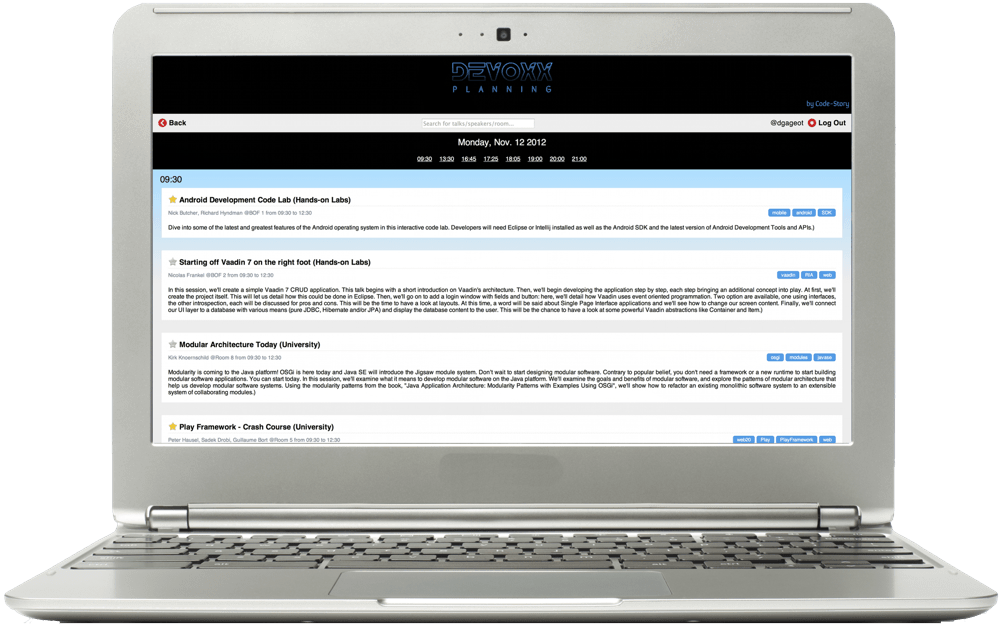 DEVOXX
PLANNING
by Code-Story
Back
Search for talks/speakers/room...
@dgageot
Log Out
Monday, Nov. 12 2012
09:30 13:30 16:45 17:25 18:05 19:00 20:00 21:00
09:30
Android Development Code Lab (Hands-on Labs)
Nick Butcher, Richard Hyndman @BOF 1 from 09:30 to 12:30
mobile android SDK
Dive into some of the latest and greatest features of the Android operating system in this interactive code lab. Developers will need Eclipse or Intellij installed as well as the Android SDK and the latest version of Android Development Tools and APIs.)
Starting off Vaadin 7 on the right foot (Hands-on Labs)
Nicolas Frankel @BOF 2 from 09:30 to 12:30
vaadin RIA web
In this session, we'll create a simple Vaadin 7 CRUD application. This talk begins with a short introduction on Vaadin's architecture. Then, we'll begin developing the application step by step, each step bringing an additional concept into play. At first, we'll
create the project itself. This will let us detail how this could be done in Eclipse. Then, we'll go on to add a login window with fields and button: here, we'll detail how Vaadin uses event oriented programmation. Two option are available, one using interfaces,
the other introspection, each will be discussed for pros and cons. This will be the time to have a look at layouts. At this time, a word will be said about Single Page Interface applications and we'll see how to change our screen content. Finally, we'll connect
our UI layer to a database with various means (pure JDBC, Hibernate and/or JPA) and display the database content to the user. This will be the chance to have a look at some powerful Vaadin abstractions like Container and Item.)
Modular Architecture Today (University)
Kirk Knoernschild @Room 8 from 09:30 to 12:30
osgi modules javaee
Modularity is coming to the Java platform! OSGi is here today and Java SE will introduce the Jigsaw module system. Don't wait to start designing modular software. Contrary to popular belief, you don't need a framework or a new runtime to start building
modular software applications. You can start today. In this session, we'll examine what it means to develop modular software on the Java platform. We'll examine the goals and benefits of modular software, and explore the patterns of modular architecture that
help us develop modular software systems. Using the modularity patterns from the book, "Java Application Architecture: Modularity Patterns with Examples Using OSGi", we'll show how to refactor an existing monolithic software system to an extensible
system of collaborating modules.)
Play Framework - Crash Course (University)
Peter Hausel, Sadek Drobi, Guillaume Bort @Room 5 from 09:30 to 12:30
web20 Play PlayFramework web